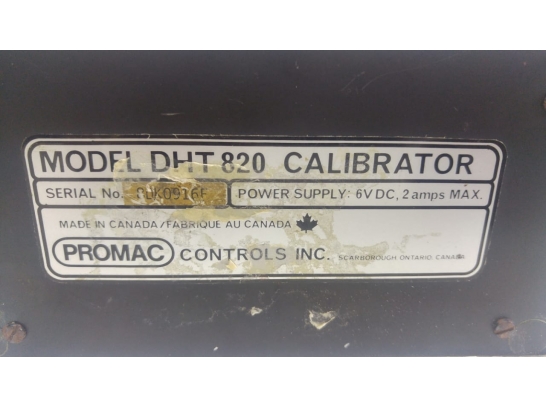 MODEL DHT 820 CALIBRATOR
SERIAL No. POWER SUPPLY: 6V DC, 2 amps MAX.
MADE IN CANADA/FABRIQUE AU CANADA
PROMAC CONTROLS INC. SCARBOROUGH ONTARIO, CANADA